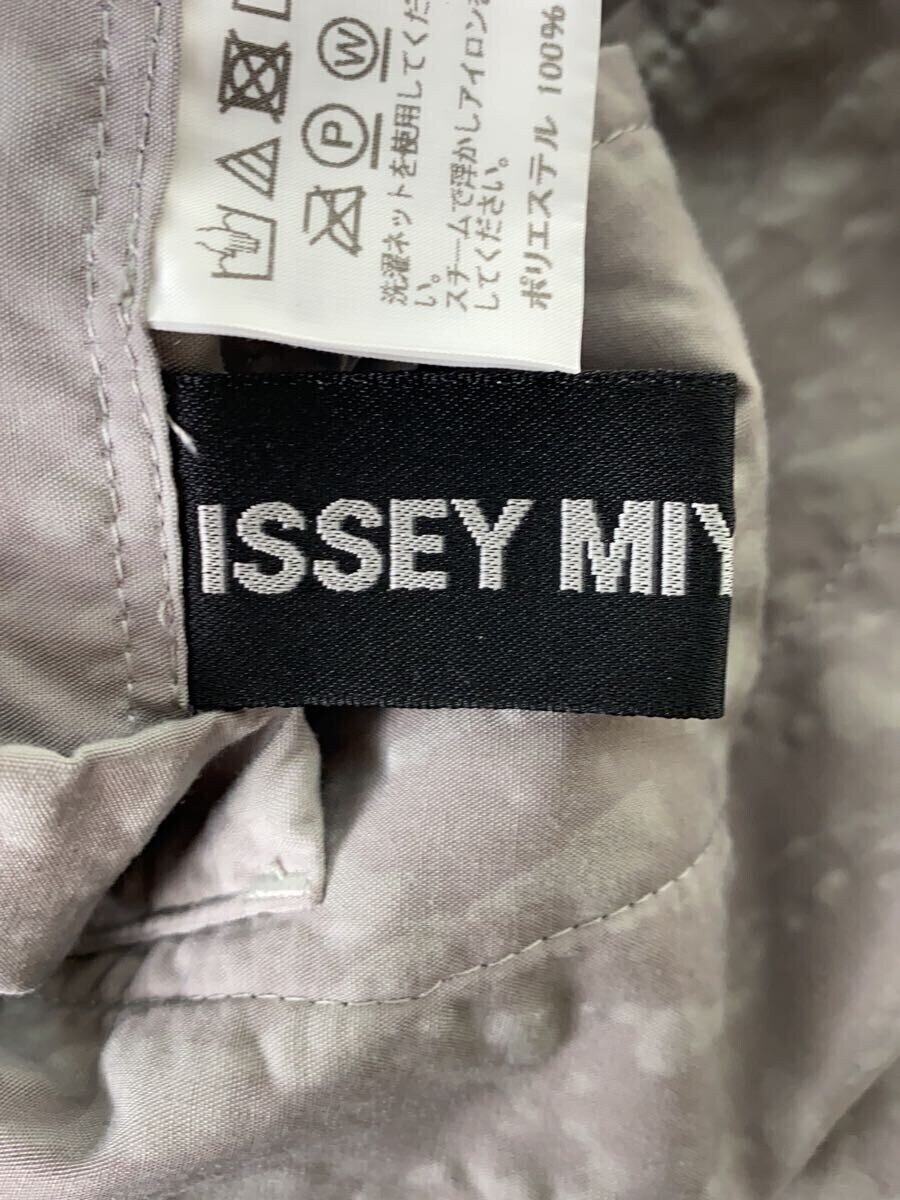 W
P
洗濯ネットを使用してくだ
い。
スチームで浮かしアイロンを
してください。
ポリエステル 100%
ISSEY MIY